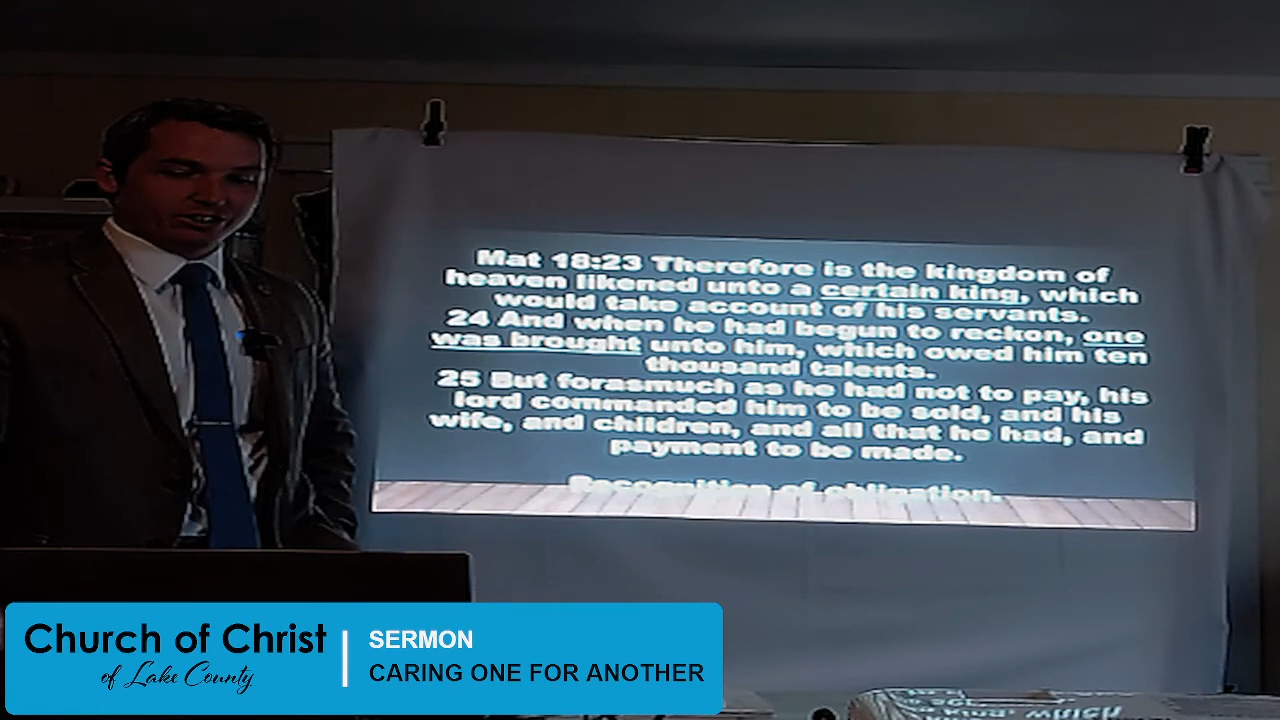 Mat 18:23 Therefore is the kingdom of
heaven likened unto a certain king, which
would take account of his servants.
24 And when he had begun to reckon, one
was brought unto him, which owed him ten
thousand talents.
25 But forasmuch as he had not to pay, his
lord commanded him to be sold, and his
wife, and children, and all that he had, and
payment to be made.
Recognition of obligation.
Church of Christ
of Lake County
SERMON
CARING ONE FOR ANOTHER
which